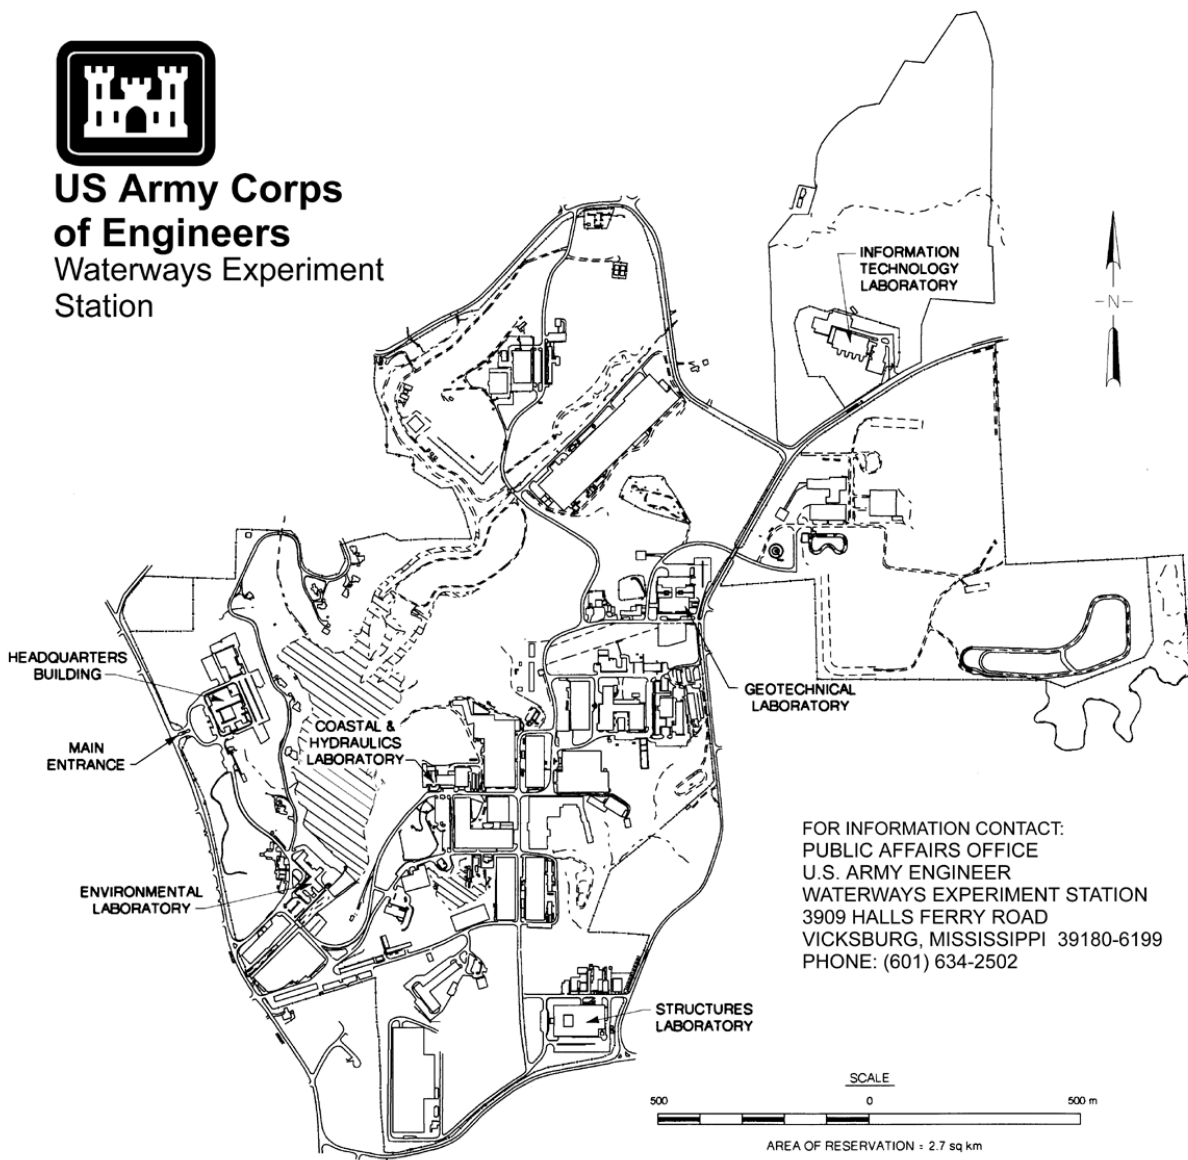 US Army Corps
of Engineers
Waterways Experiment
Station
INFORMATION
TECHNOLOGY
LABORATORY
N
HEADQUARTERS
BUILDING
MAIN
ENTRANCE
COASTAL &
HYDRAULICS
LABORATORY
GEOTECHNICAL
LABORATORY
ENVIRONMENTAL
LABORATORY
STRUCTURES
LABORATORY
FOR INFORMATION CONTACT:
PUBLIC AFFAIRS OFFICE
U.S. ARMY ENGINEER
WATERWAYS EXPERIMENT STATION
3909 HALLS FERRY ROAD
VICKSBURG, MISSISSIPPI 39180-6199
PHONE: (601) 634-2502
SCALE
500 0 500 m
AREA OF RESERVATION = 2.7 sq km